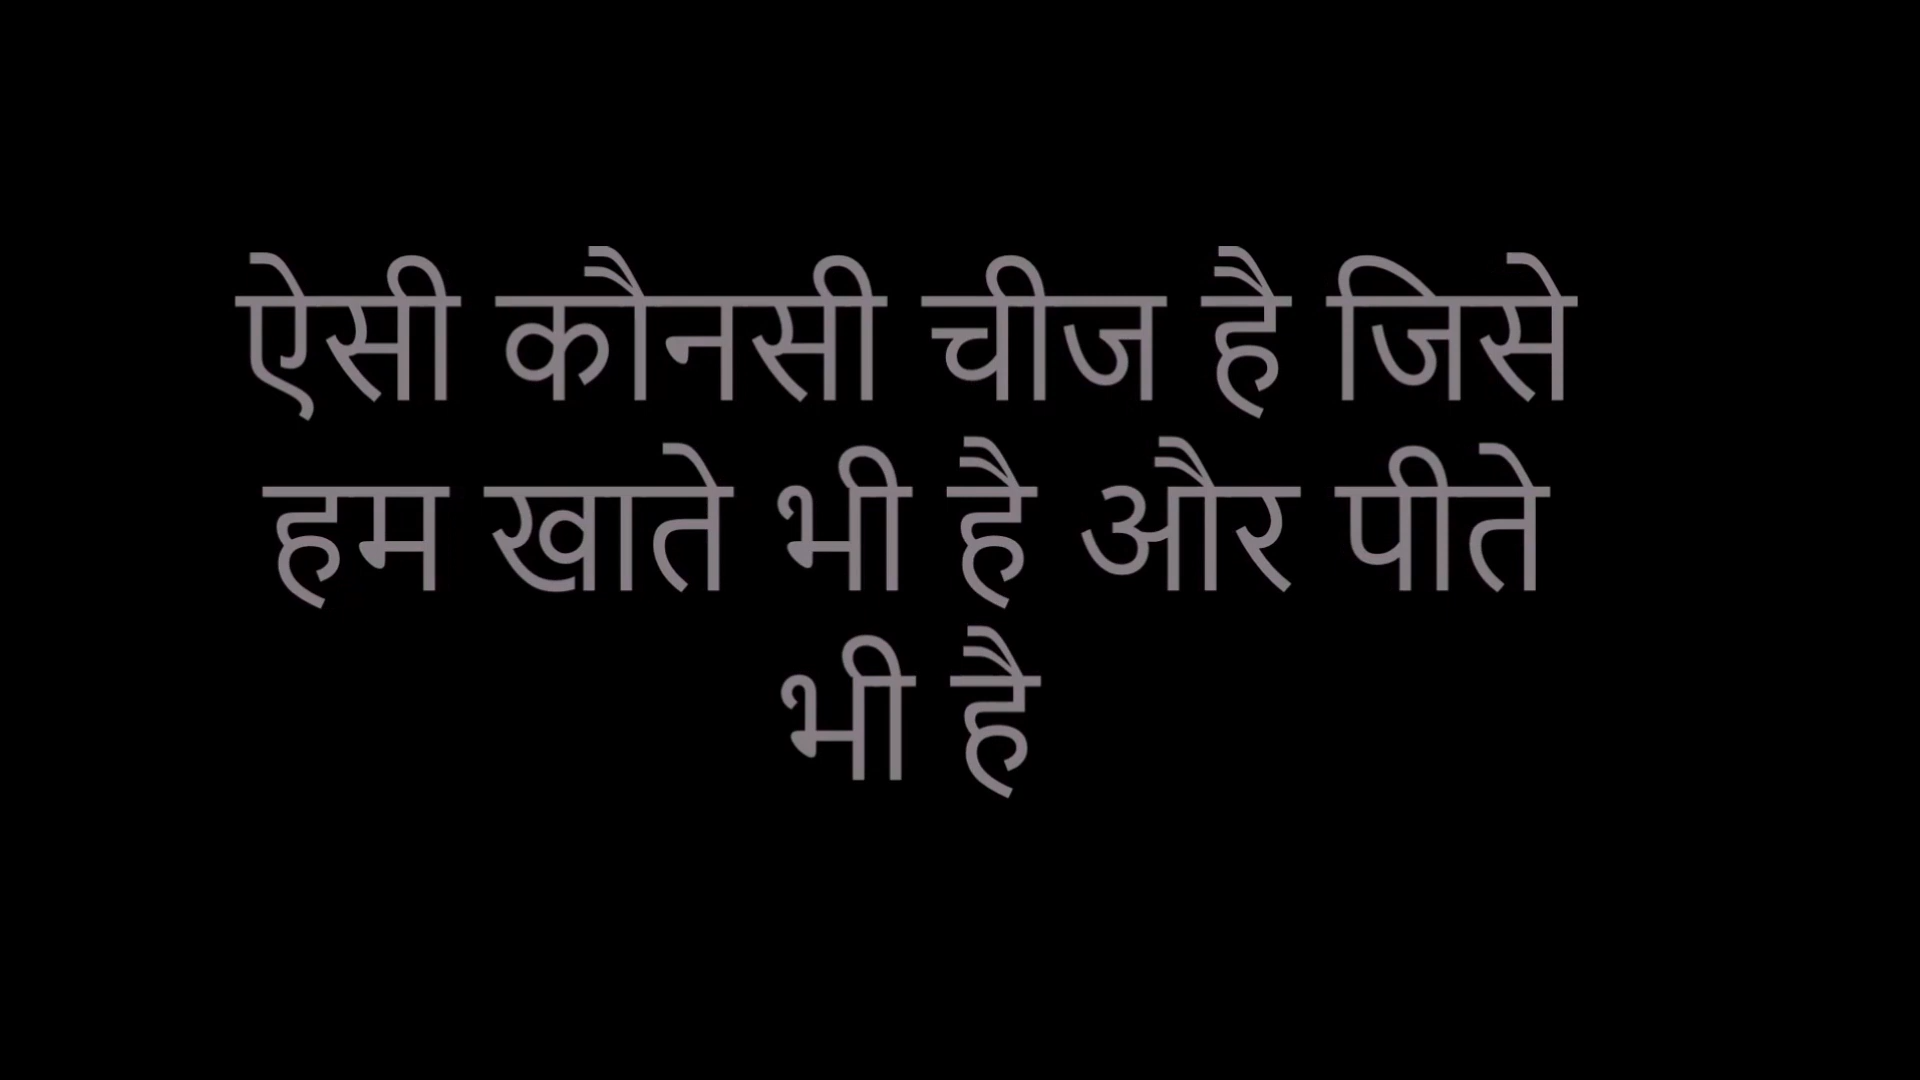 ऐसी कौनसी चीज है जिसे
हम खाते भी है और पीते
भी है